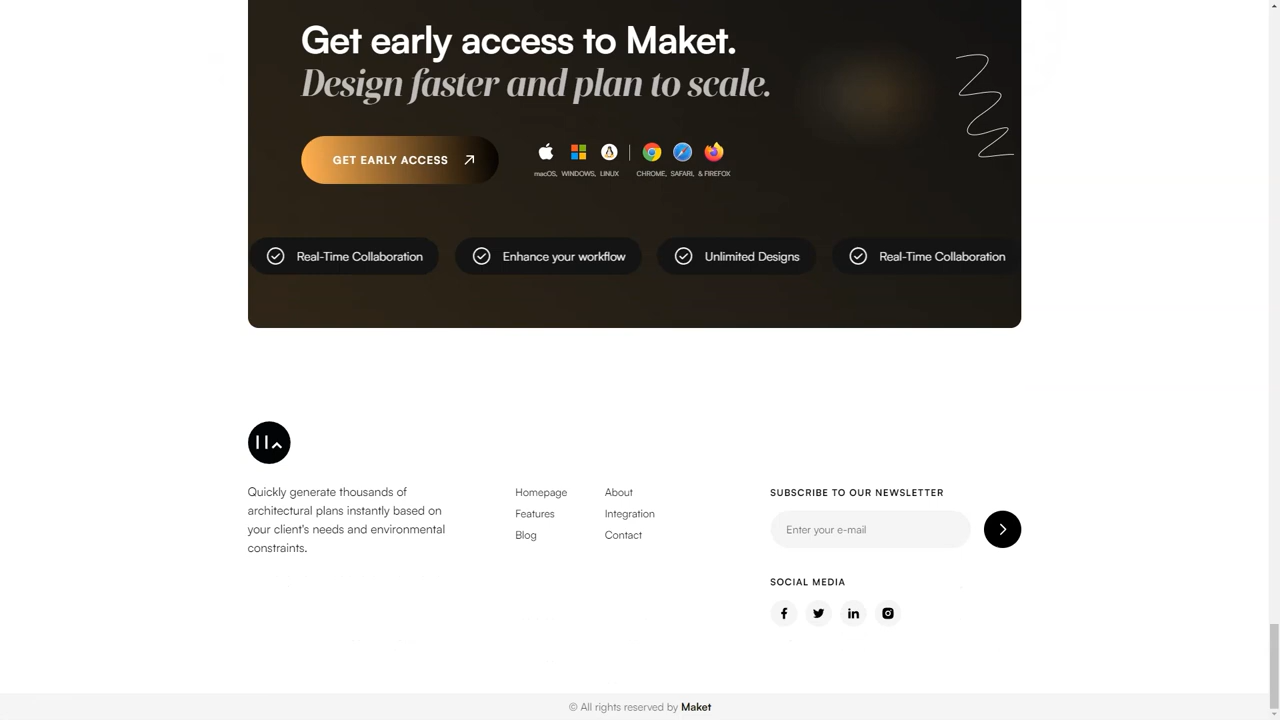 Get early access to Maket.
Design faster and plan to scale.
GET EARLY ACCESS
macOS, WINDOWS, LINUX
CHROME, SAFARI, & FIREFOX
Real-Time Collaboration
Enhance your workflow
Unlimited Designs
Real-Time Collaboration
Quickly generate thousands of
architectural plans instantly based on
your client's needs and environmental
constraints.
Homepage
Features
Blog
About
Integration
Contact
SUBSCRIBE TO OUR NEWSLETTER
Enter your e-mail
SOCIAL MEDIA
© All rights reserved by Maket